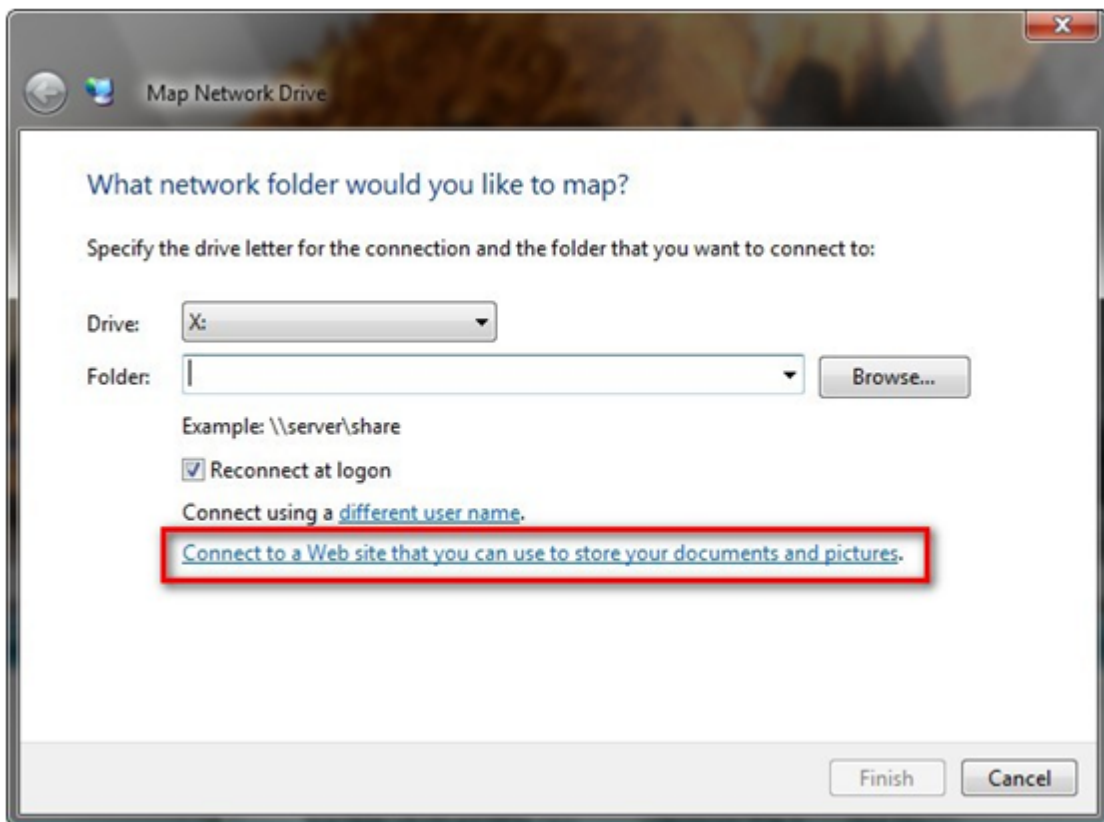 Map Network Drive
What network folder would you like to map?
Specify the drive letter for the connection and the folder that you want to connect to:
Drive: X:
Folder: Browse...
Example: \\server\share
Reconnect at logon
Connect using a different user name.
Connect to a Web site that you can use to store your documents and pictures.
Finish Cancel